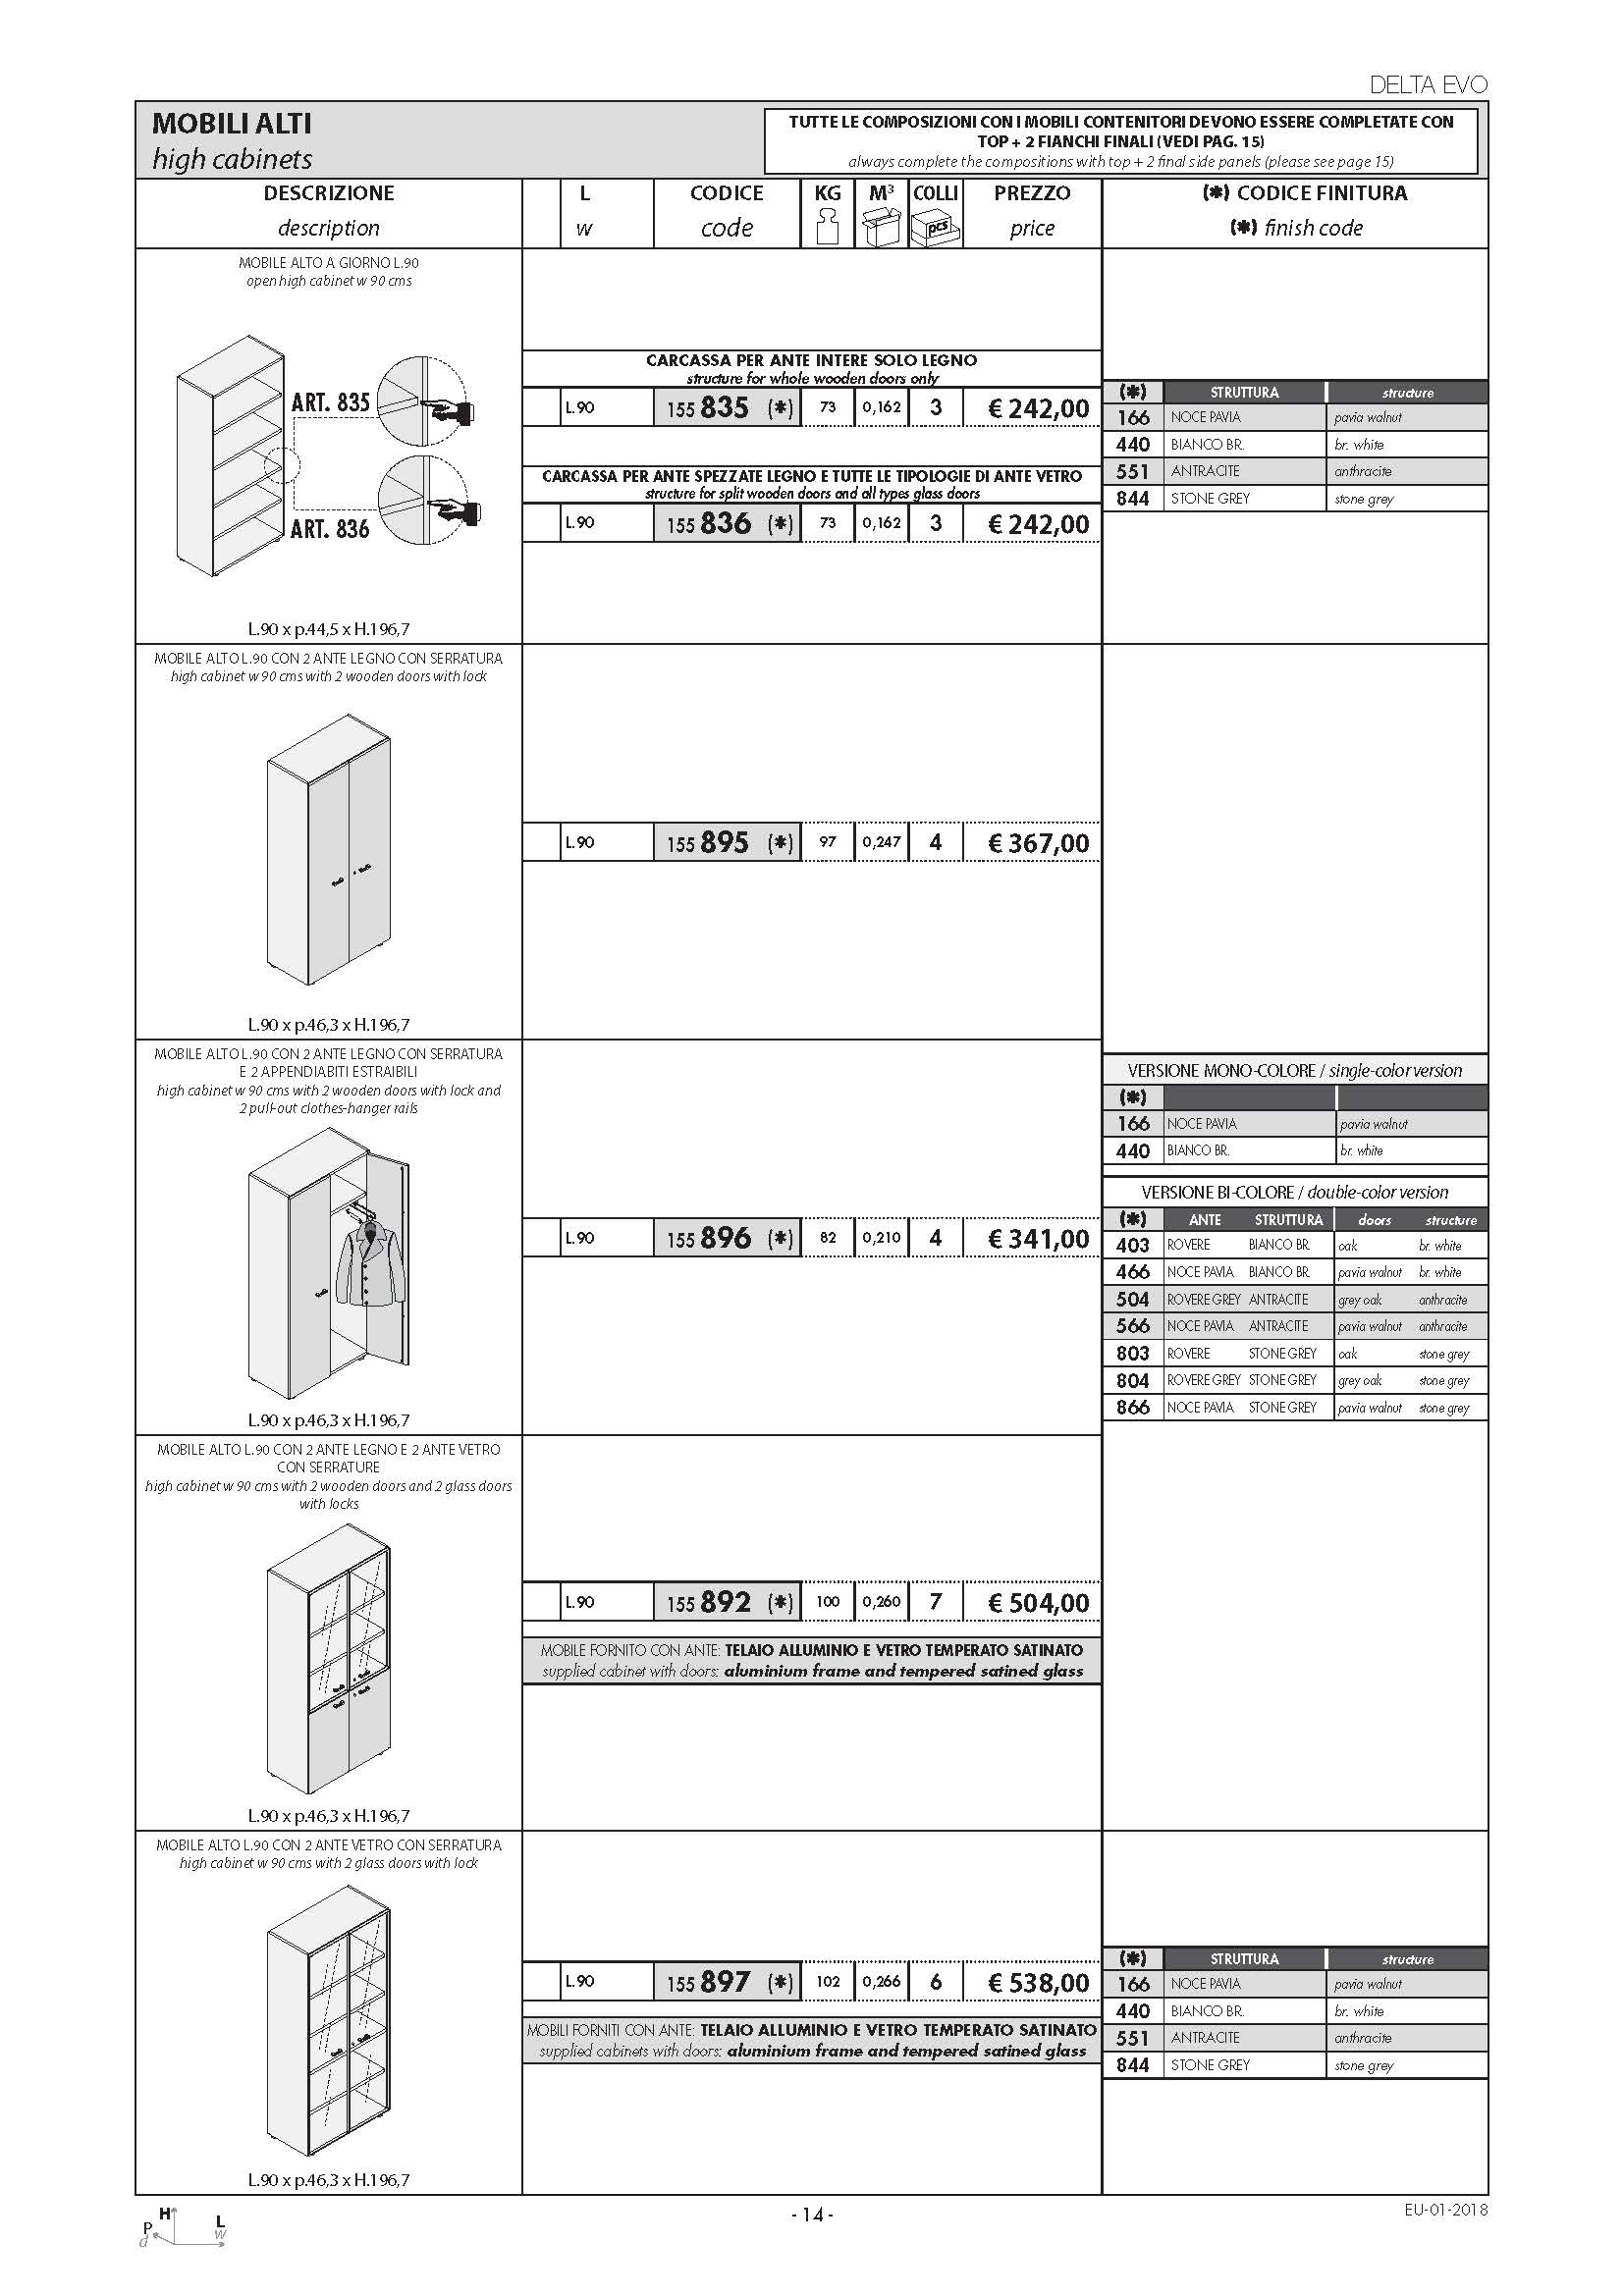 DELTA EVO
MOBILI ALTI
high cabinets
TUTTE LE COMPOSIZIONI CON I MOBILI CONTENITORI DEVONO ESSERE COMPLETATE CON
TOP + 2 FIANCHI FINALI (VEDI PAG. 15)
always complete the compositions with top + 2 final side panels (please see page 15)
DESCRIZIONE L CODICE KG M³ COLLI PREZZO (✱) CODICE FINITURA
description w code pcs price (✱) finish code
MOBILE ALTO A GIORNO L.90
open high cabinet w 90 cms
ART. 835
ART. 836
L.90 x p.44,5 x H.196,7
CARCASSA PER ANTE INTERE SOLO LEGNO
structure for whole wooden doors only
L.90 155 835 (✱) 73 0,162 3 € 242,00
CARCASSA PER ANTE SPEZZATE LEGNO E TUTTE LE TIPOLOGIE DI ANTE VETRO
structure for split wooden doors and all types glass doors
L.90 155 836 (✱) 73 0,162 3 € 242,00
(✱) STRUTTURA structure
166 NOCE PAVIA pavia walnut
440 BIANCO BR. br. white
551 ANTRACITE anthracite
844 STONE GREY stone grey
MOBILE ALTO L.90 CON 2 ANTE LEGNO CON SERRATURA
high cabinet w 90 cms with 2 wooden doors with lock
L.90 x p.46,3 x H.196,7
L.90 155 895 (✱) 97 0,247 4 € 367,00
MOBILE ALTO L.90 CON 2 ANTE LEGNO CON SERRATURA
E 2 APPENDIABITI ESTRAIBILI
high cabinet w 90 cms with 2 wooden doors with lock and
2 pull-out clothes-hanger rails
L.90 x p.46,3 x H.196,7
L.90 155 896 (✱) 82 0,210 4 € 341,00
VERSIONE MONO-COLORE / single-color version
(✱)
166 NOCE PAVIA pavia walnut
440 BIANCO BR. br. white
VERSIONE BI-COLORE / double-color version
(✱) ANTE STRUTTURA doors structure
403 ROVERE BIANCO BR. oak br. white
466 NOCE PAVIA BIANCO BR. pavia walnut br. white
504 ROVERE GREY ANTRACITE grey oak anthracite
566 NOCE PAVIA ANTRACITE pavia walnut anthracite
803 ROVERE STONE GREY oak stone grey
804 ROVERE GREY STONE GREY grey oak stone grey
866 NOCE PAVIA STONE GREY pavia walnut stone grey
MOBILE ALTO L.90 CON 2 ANTE LEGNO E 2 ANTE VETRO
CON SERRATURE
high cabinet w 90 cms with 2 wooden doors and 2 glass doors
with locks
L.90 x p.46,3 x H.196,7
L.90 155 892 (✱) 100 0,260 7 € 504,00
MOBILE FORNITO CON ANTE: TELAIO ALLUMINIO E VETRO TEMPERATO SATINATO
supplied cabinet with doors: aluminium frame and tempered satined glass
MOBILE ALTO L.90 CON 2 ANTE VETRO CON SERRATURA
high cabinet w 90 cms with 2 glass doors with lock
L.90 x p.46,3 x H.196,7
L.90 155 897 (✱) 102 0,266 6 € 538,00
MOBILI FORNITI CON ANTE: TELAIO ALLUMINIO E VETRO TEMPERATO SATINATO
supplied cabinets with doors: aluminium frame and tempered satined glass
(✱) STRUTTURA structure
166 NOCE PAVIA pavia walnut
440 BIANCO BR. br. white
551 ANTRACITE anthracite
844 STONE GREY stone grey
H
P
d
L
w
- 14 -
EU-01-2018